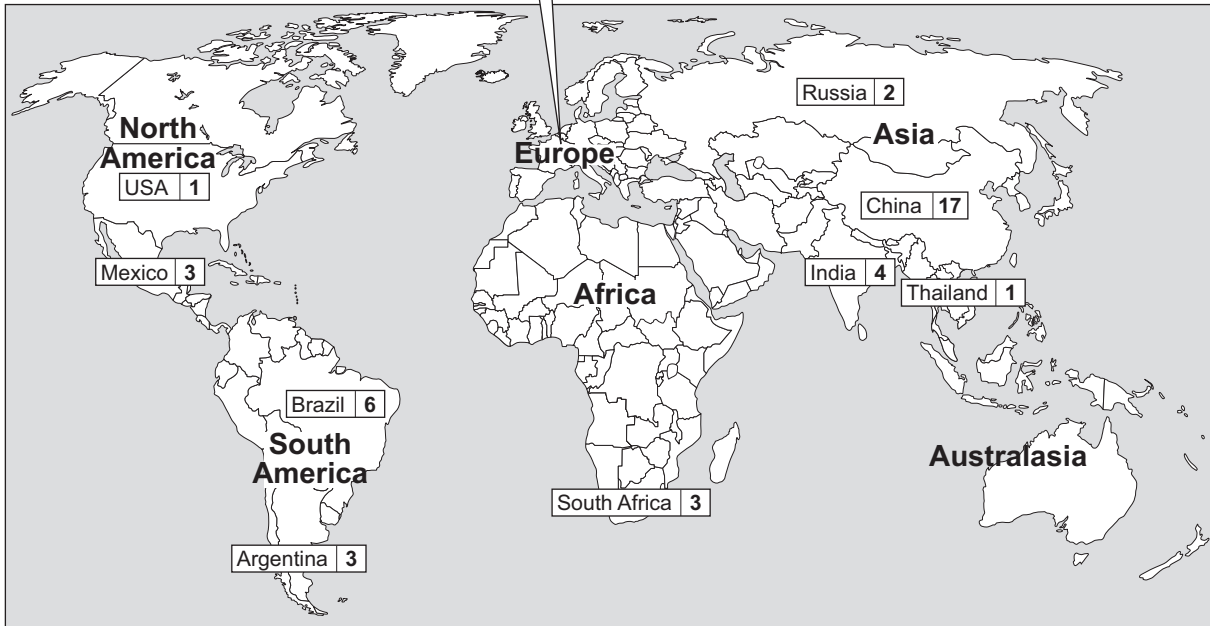 Russia 2
North
America
Asia
Europe
USA 1
China 17
Mexico 3
India 4
Thailand 1
Africa
Brazil 6
South
America
Australasia
South Africa 3
Argentina 3